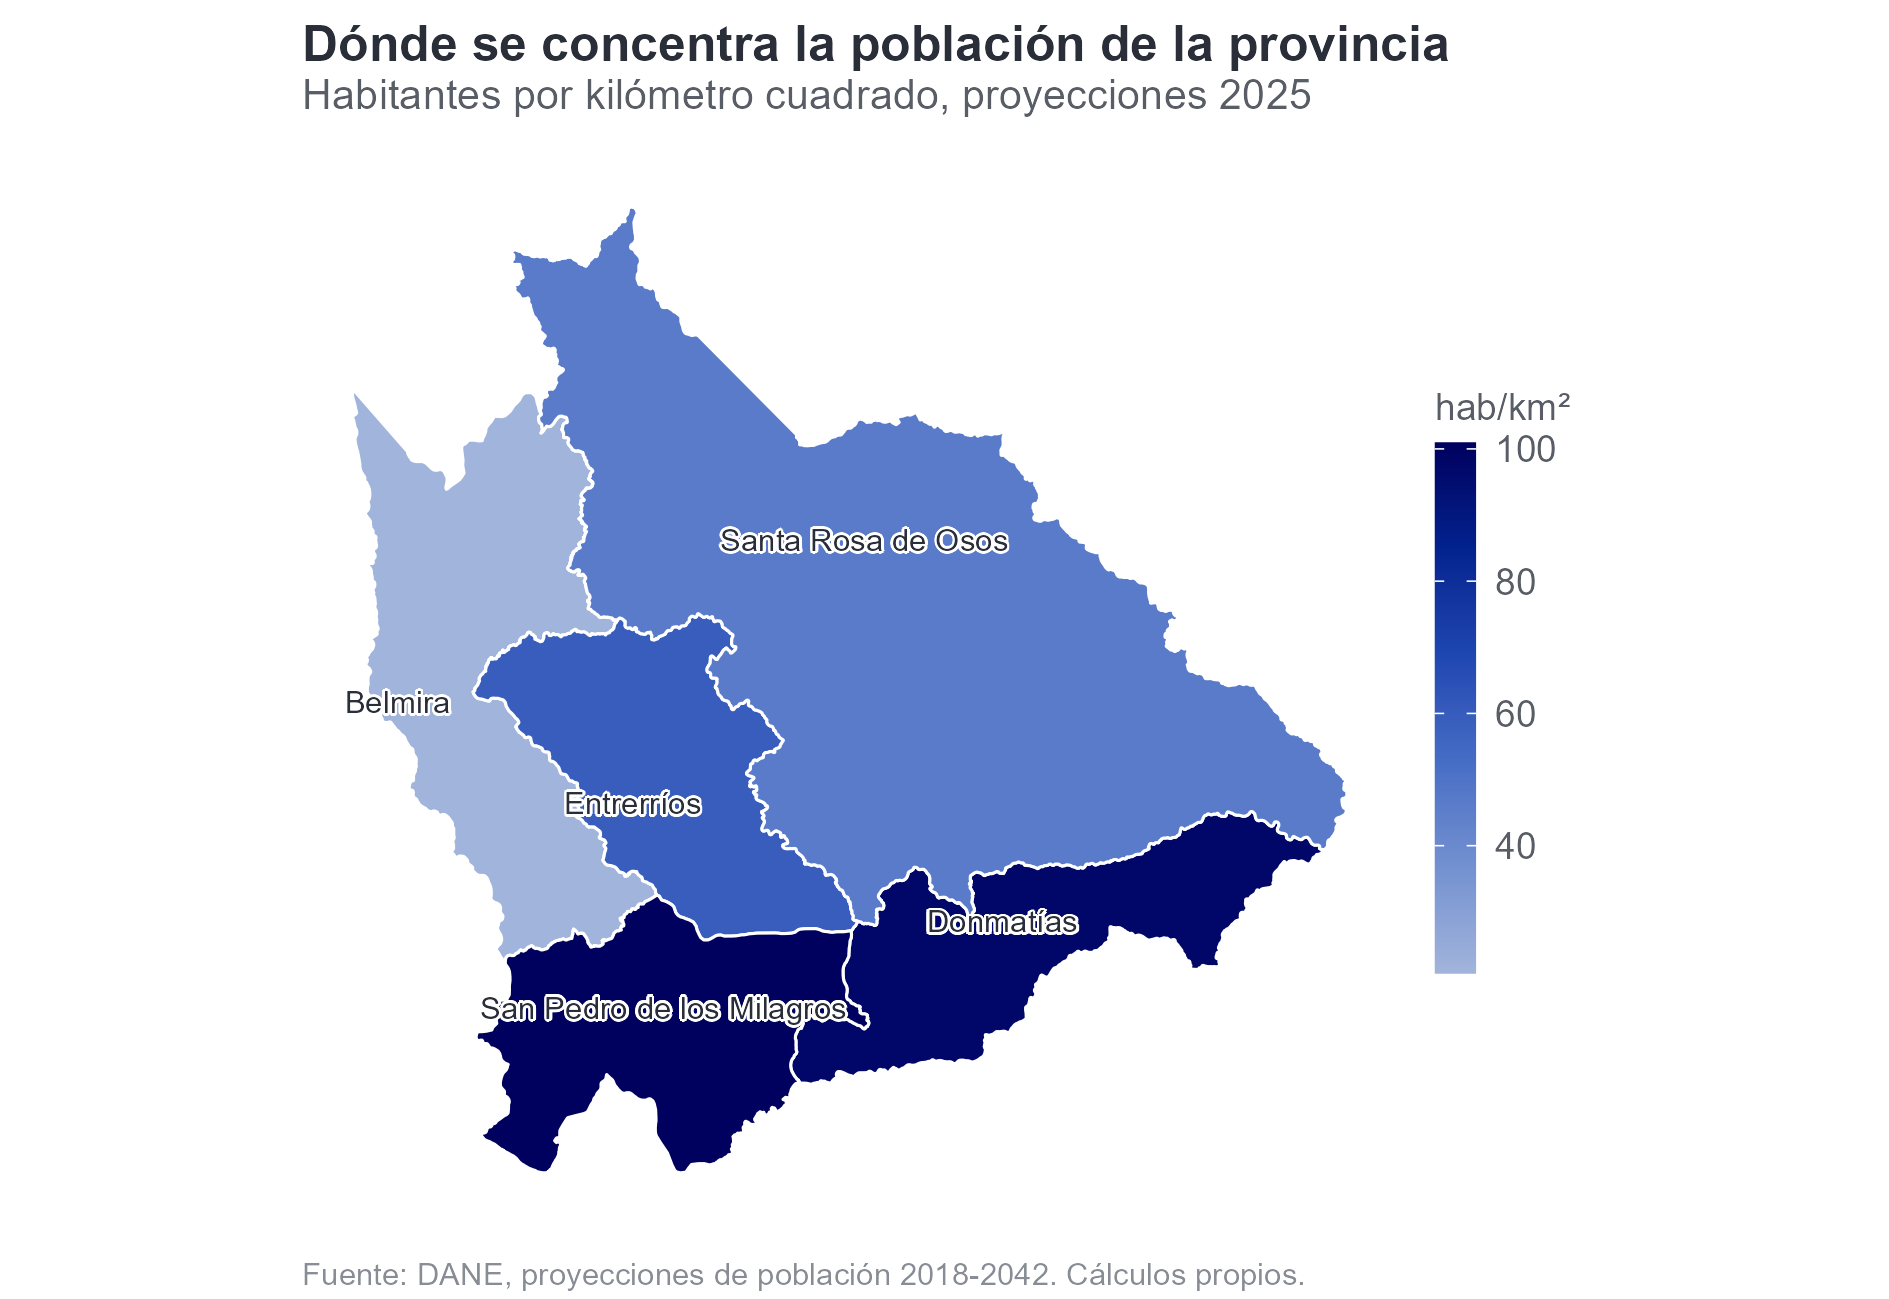 Dónde se concentra la población de la provincia
Habitantes por kilómetro cuadrado, proyecciones 2025
hab/km²
100
80
60
40
Santa Rosa de Osos
Belmira
Entrerríos
Donmatías
San Pedro de los Milagros
Fuente: DANE, proyecciones de población 2018-2042. Cálculos propios.